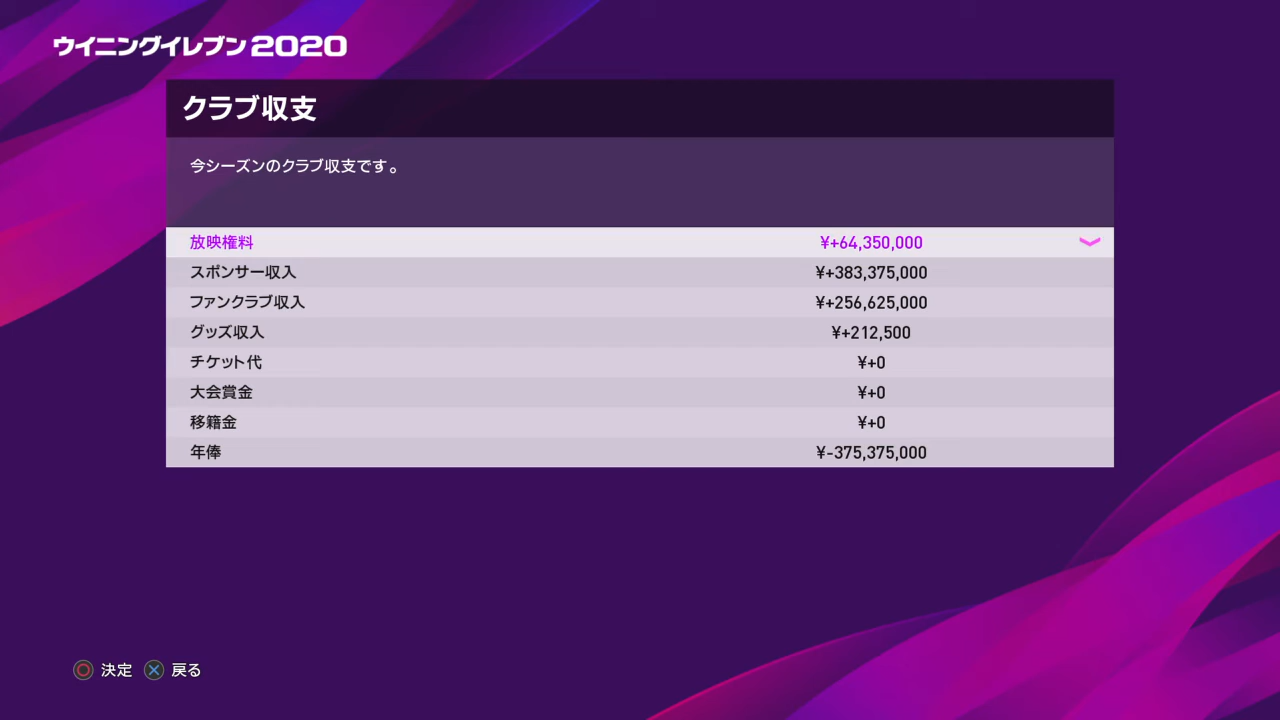 ウイニングイレブン 2020
クラブ収支
今シーズンのクラブ収支です。
放映権料 ¥+64,350,000
スポンサー収入 ¥+383,375,000
ファンクラブ収入 ¥+256,625,000
グッズ収入 ¥+212,500
チケット代 ¥+0
大会賞金 ¥+0
移籍金 ¥+0
年俸 ¥-375,375,000
決定 戻る